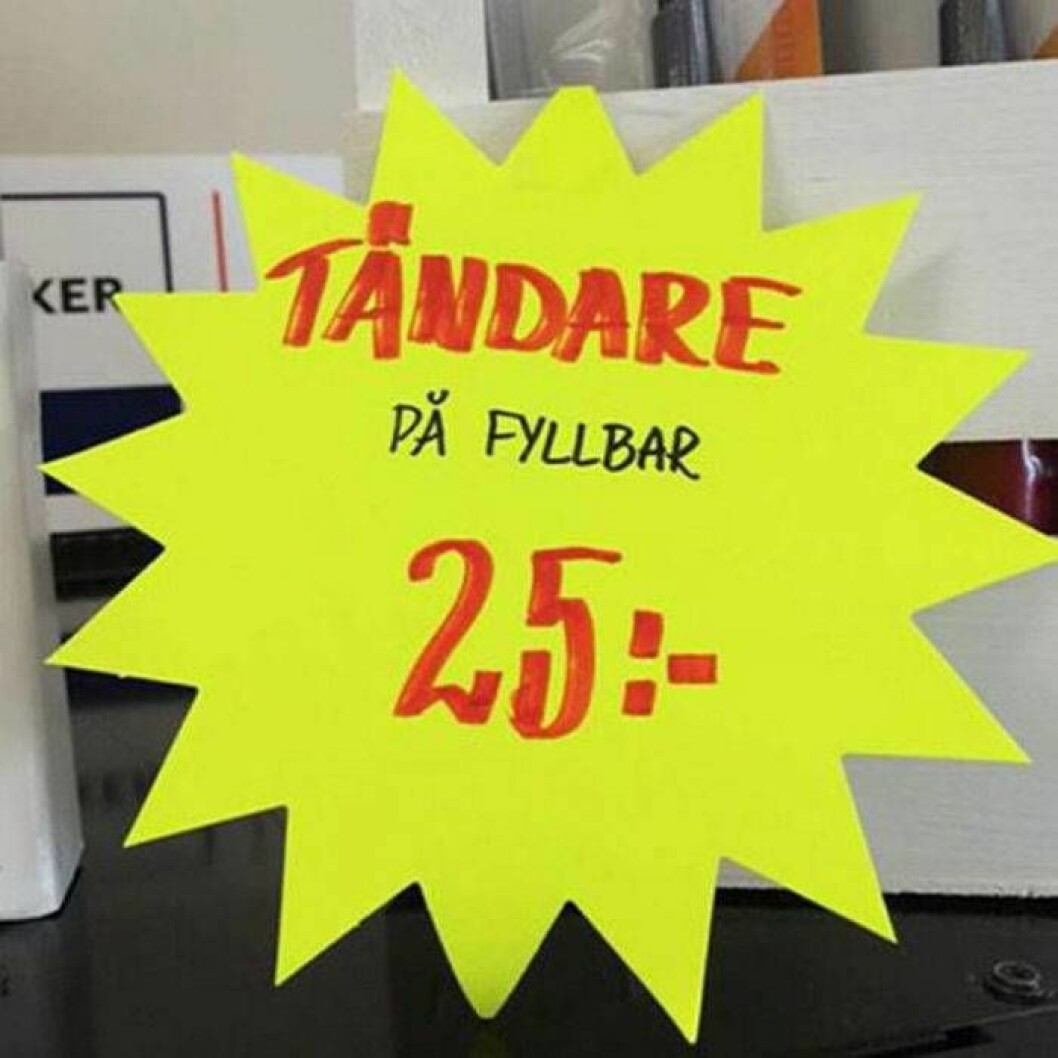 TÄNDARE
PÅ FYLLBAR
25:-
KER